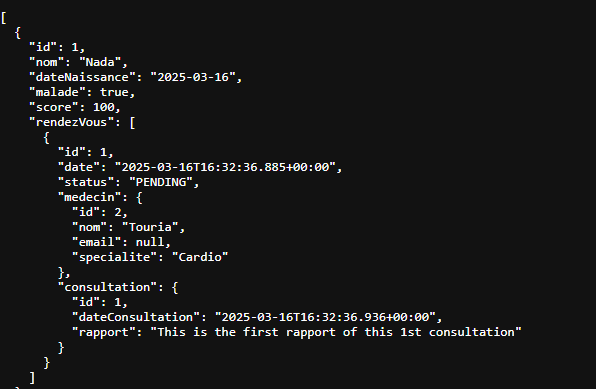 [
  {
    "id": 1,
    "nom": "Nada",
    "dateNaissance": "2025-03-16",
    "malade": true,
    "score": 100,
    "rendezVous": [
      {
        "id": 1,
        "date": "2025-03-16T16:32:36.885+00:00",
        "status": "PENDING",
        "medecin": {
          "id": 2,
          "nom": "Touria",
          "email": null,
          "specialite": "Cardio"
        },
        "consultation": {
          "id": 1,
          "dateConsultation": "2025-03-16T16:32:36.936+00:00",
          "rapport": "This is the first rapport of this 1st consultation"
        }
      }
    ]